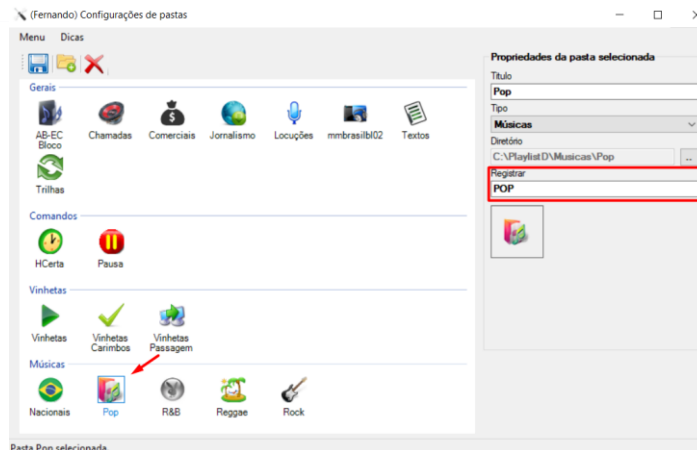 (Fernando) Configurações de pastas
Menu Dicas
Gerais
AB-EC Bloco
Chamadas
Comerciais
Jornalismo
Locuções
mmbrasilbl02
Textos
Trilhas
Comandos
HCerta
Pausa
Vinhetas
Vinhetas
Vinhetas Carimbos
Vinhetas Passagem
Músicas
Nacionais
Pop
R&B
Reggae
Rock
Propriedades da pasta selecionada
Titulo
Pop
Tipo
Músicas
Diretório
C:\PlaylistD\Musicas\Pop
..
Registrar
POP
Pasta Pop selecionada